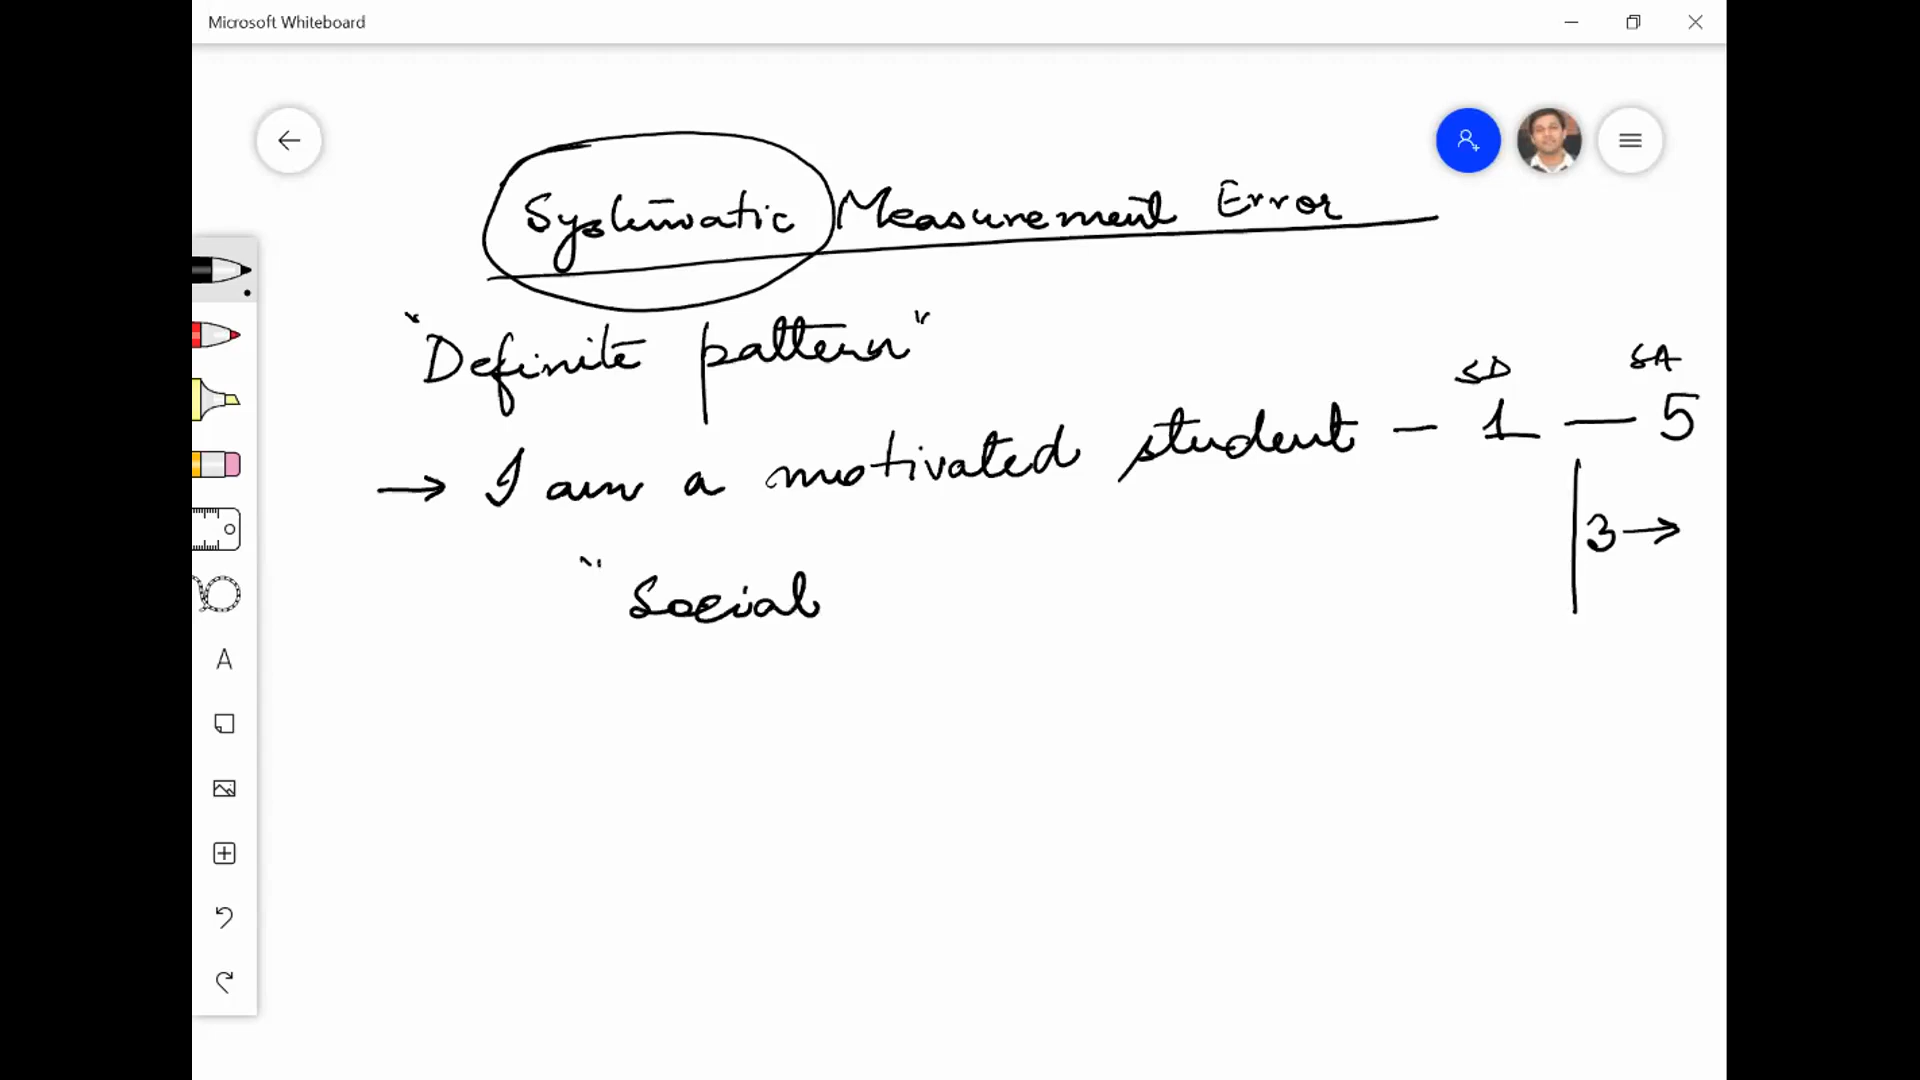 Microsoft Whiteboard
Systematic Measurement Error
"Definite pattern"
SD SA
→ I am a motivated student - 1 — 5
3 →
"Social
A